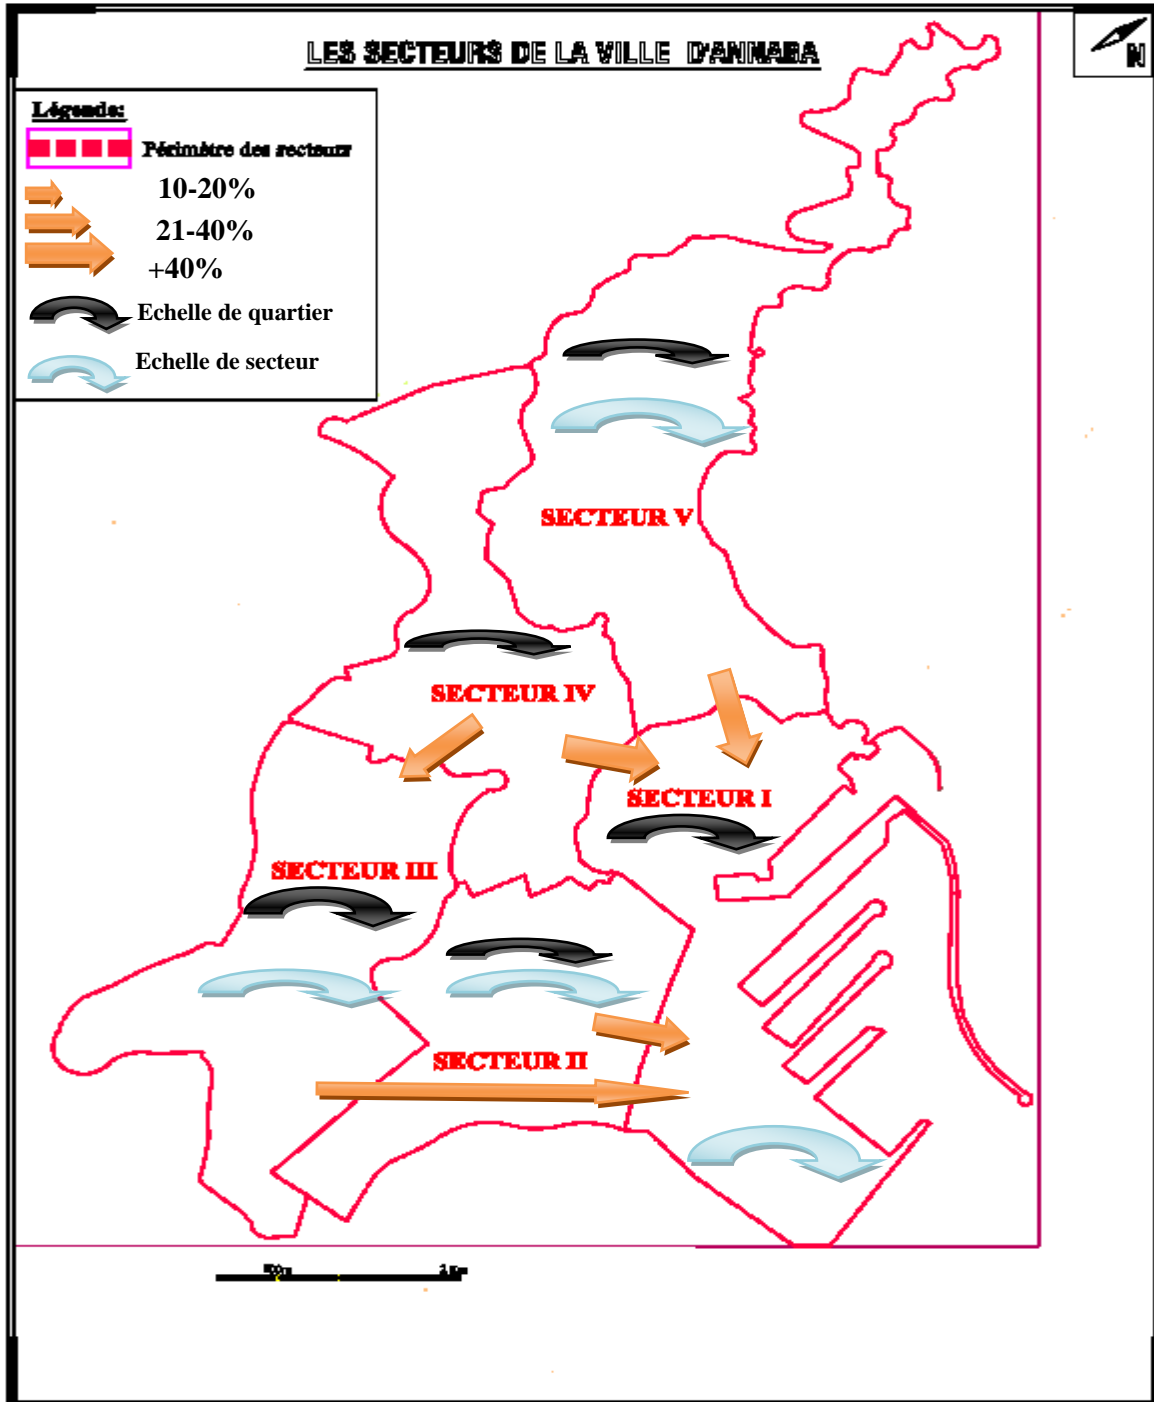 LES SECTEURS DE LA VILLE D'ANNABA
N
Légende:
Périmètre des secteurs
10-20%
21-40%
+40%
Echelle de quartier
Echelle de secteur
SECTEUR V
SECTEUR IV
SECTEUR I
SECTEUR III
SECTEUR II